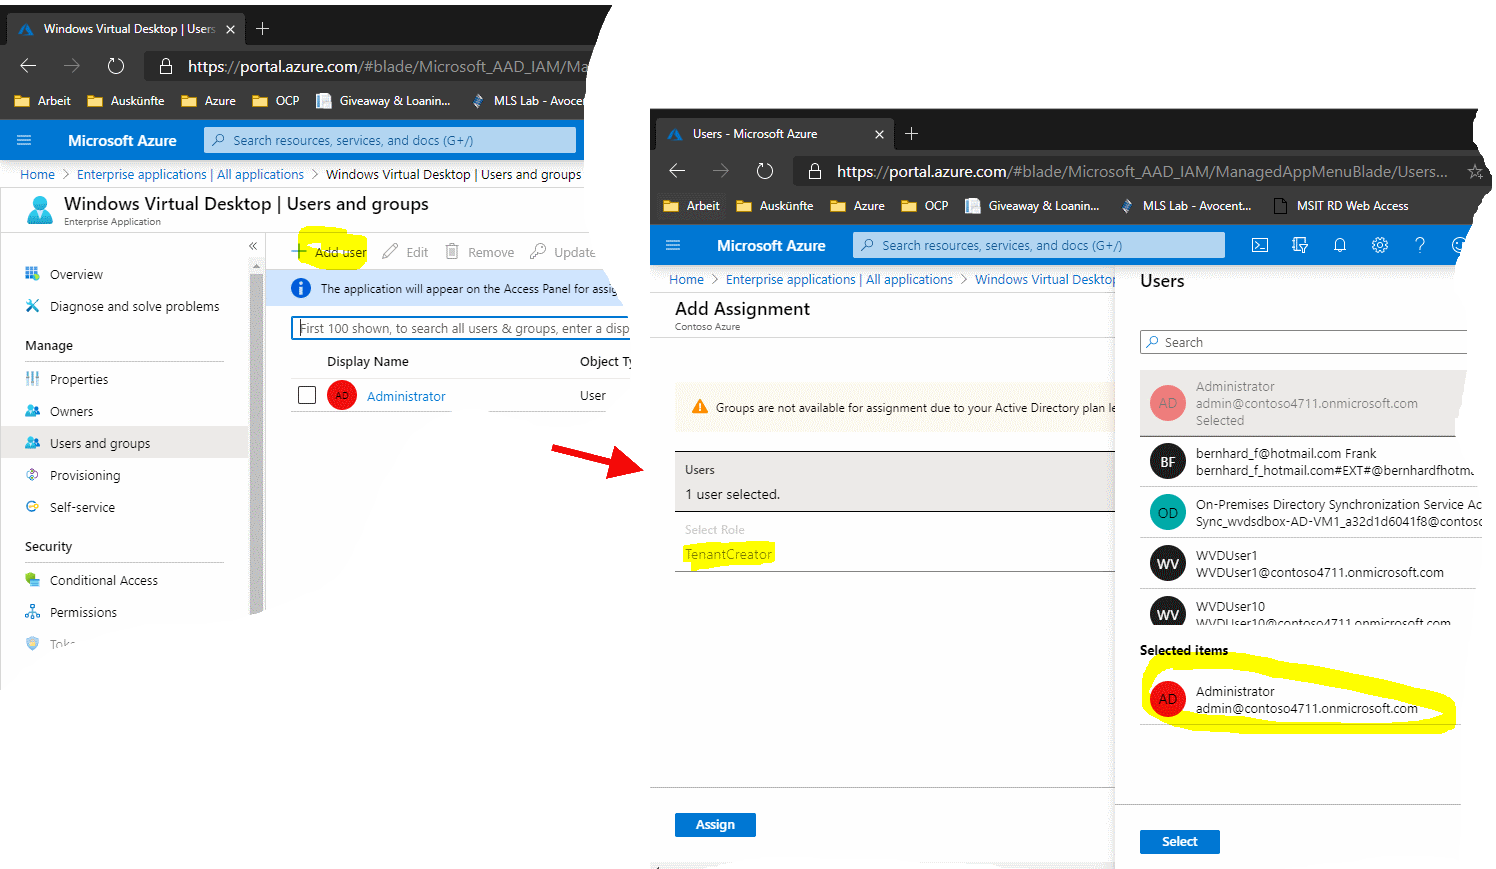 Windows Virtual Desktop | Users
https://portal.azure.com/#blade/Microsoft_AAD_IAM/Ma
Arbeit Auskünfte Azure OCP Giveaway & Loanin... MLS Lab - Avocen
Microsoft Azure
Search resources, services, and docs (G+/)
Home > Enterprise applications | All applications > Windows Virtual Desktop | Users and groups
Windows Virtual Desktop | Users and groups
Enterprise Application
«
Overview
Diagnose and solve problems
Manage
Properties
Owners
Users and groups
Provisioning
Self-service
Security
Conditional Access
Permissions
+ Add user Edit Remove Update
The application will appear on the Access Panel for assig
First 100 shown, to search all users & groups, enter a disp
Display Name Object Ty
AD Administrator User
Users - Microsoft Azure
https://portal.azure.com/#blade/Microsoft_AAD_IAM/ManagedAppMenuBlade/Users...
Arbeit Auskünfte Azure OCP Giveaway & Loanin... MLS Lab - Avocent... MSIT RD Web Access
Microsoft Azure
Search resources, services, and docs (G+/)
Home > Enterprise applications | All applications > Windows Virtual Desktop
Add Assignment
Contoso Azure
Groups are not available for assignment due to your Active Directory plan le
Users
1 user selected.
Select Role
TenantCreator
Assign
Users
Search
AD
Administrator
admin@contoso4711.onmicrosoft.com
Selected
BF
bernhard_f@hotmail.com Frank
bernhard_f_hotmail.com#EXT#@bernhardfhotm
OD
On-Premises Directory Synchronization Service Ac
Sync_wvdsdbox-AD-VM1_a32d1d6041f8@contoso
WV
WVDUser1
WVDUser1@contoso4711.onmicrosoft.com
WV
WVDUser10
WVDUser10@contoso4711.onmicrosoft.com
Selected items
AD
Administrator
admin@contoso4711.onmicrosoft.com
Select